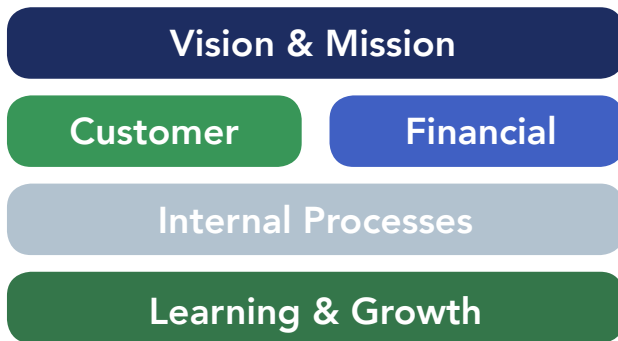 Vision & Mission
Customer
Financial
Internal Processes
Learning & Growth